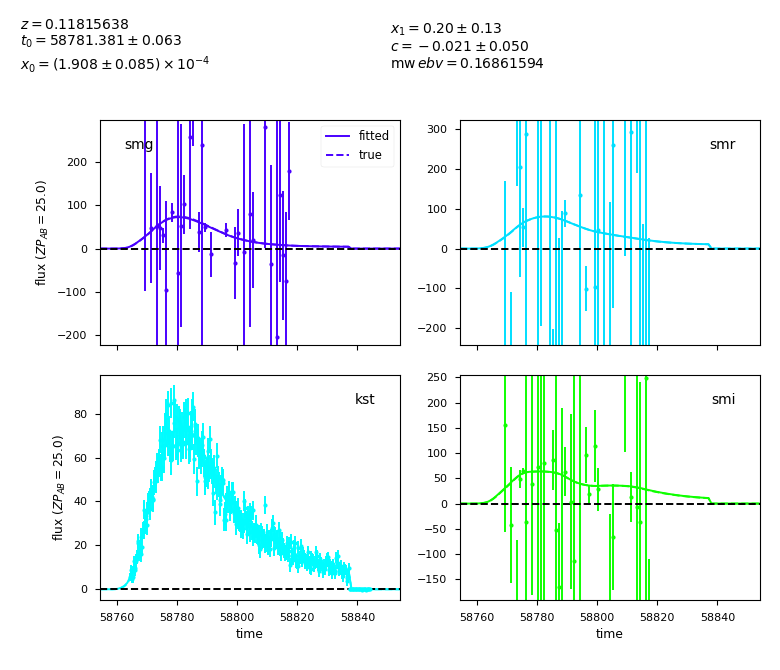 z = 0.11815638
t0 = 58781.381 ± 0.063
x0 = (1.908 ± 0.085) × 10^−4
x1 = 0.20 ± 0.13
c = −0.021 ± 0.050
mw ebv = 0.16861594
smg
fitted
true
200
100
0
−100
−200
flux (ZP_AB = 25.0)
smr
300
200
100
0
−100
−200
kst
80
60
40
20
0
flux (ZP_AB = 25.0)
58760 58780 58800 58820 58840
time
smi
250
200
150
100
50
0
−50
−100
−150
58760 58780 58800 58820 58840
time